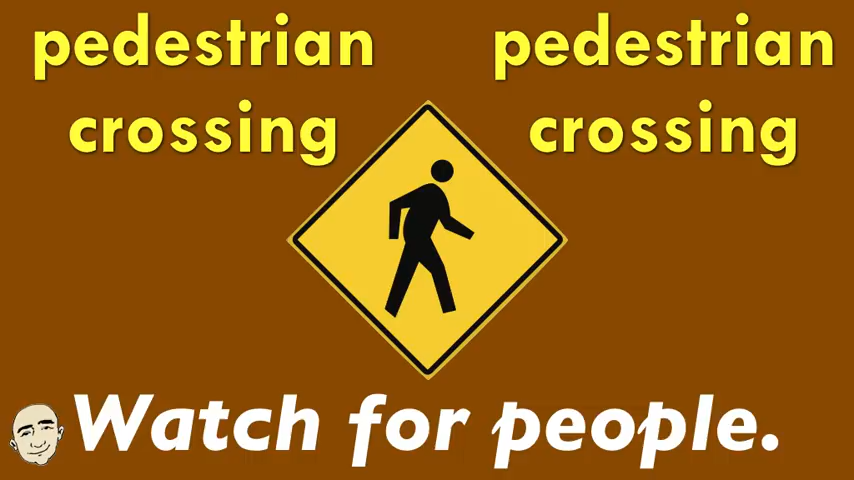 pedestrian
crossing
pedestrian
crossing
Watch for people.